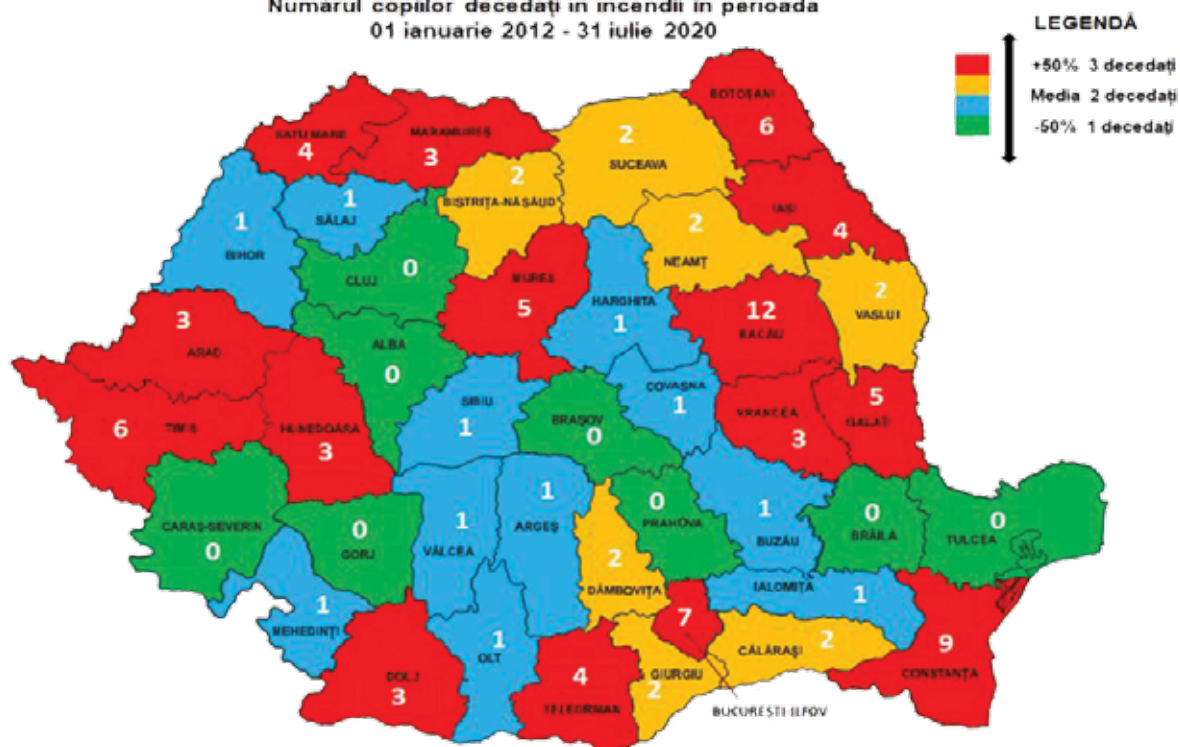 Numărul copiilor decedați în incendii în perioada
01 ianuarie 2012 - 31 iulie 2020
LEGENDĂ
+50% 3 decedați
Media 2 decedați
-50% 1 decedați
BOTOȘANI
6
SATU MARE
4
MARAMUREȘ
3
2
SUCEAVA
2
BISTRIȚA-NĂSĂUD
1
SĂLAJ
IAȘI
4
1
BIHOR
2
NEAMȚ
CLUJ 0
MUREȘ
5
HARGHITA
1
12
BACĂU
2
VASLUI
3
ARAD
ALBA
0
COVASNA
1
SIBIU
1
BRAȘOV
0
VRANCEA
3
5
GALAȚI
6 TIMIȘ
HUNEDOARA
3
CARAȘ-SEVERIN
0
0
GORJ
1
VÂLCEA
1
ARGEȘ
0
PRAHOVA
1
BUZĂU
0
BRĂILA
0
TULCEA
2
DÂMBOVIȚA
IALOMIȚA 1
1
MEHEDINȚI
7
1
OLT
CĂLĂRAȘI 2
9
CONSTANȚA
DOLJ
3
4
TELEORMAN
GIURGIU
2
BUCUREȘTI-ILFOV